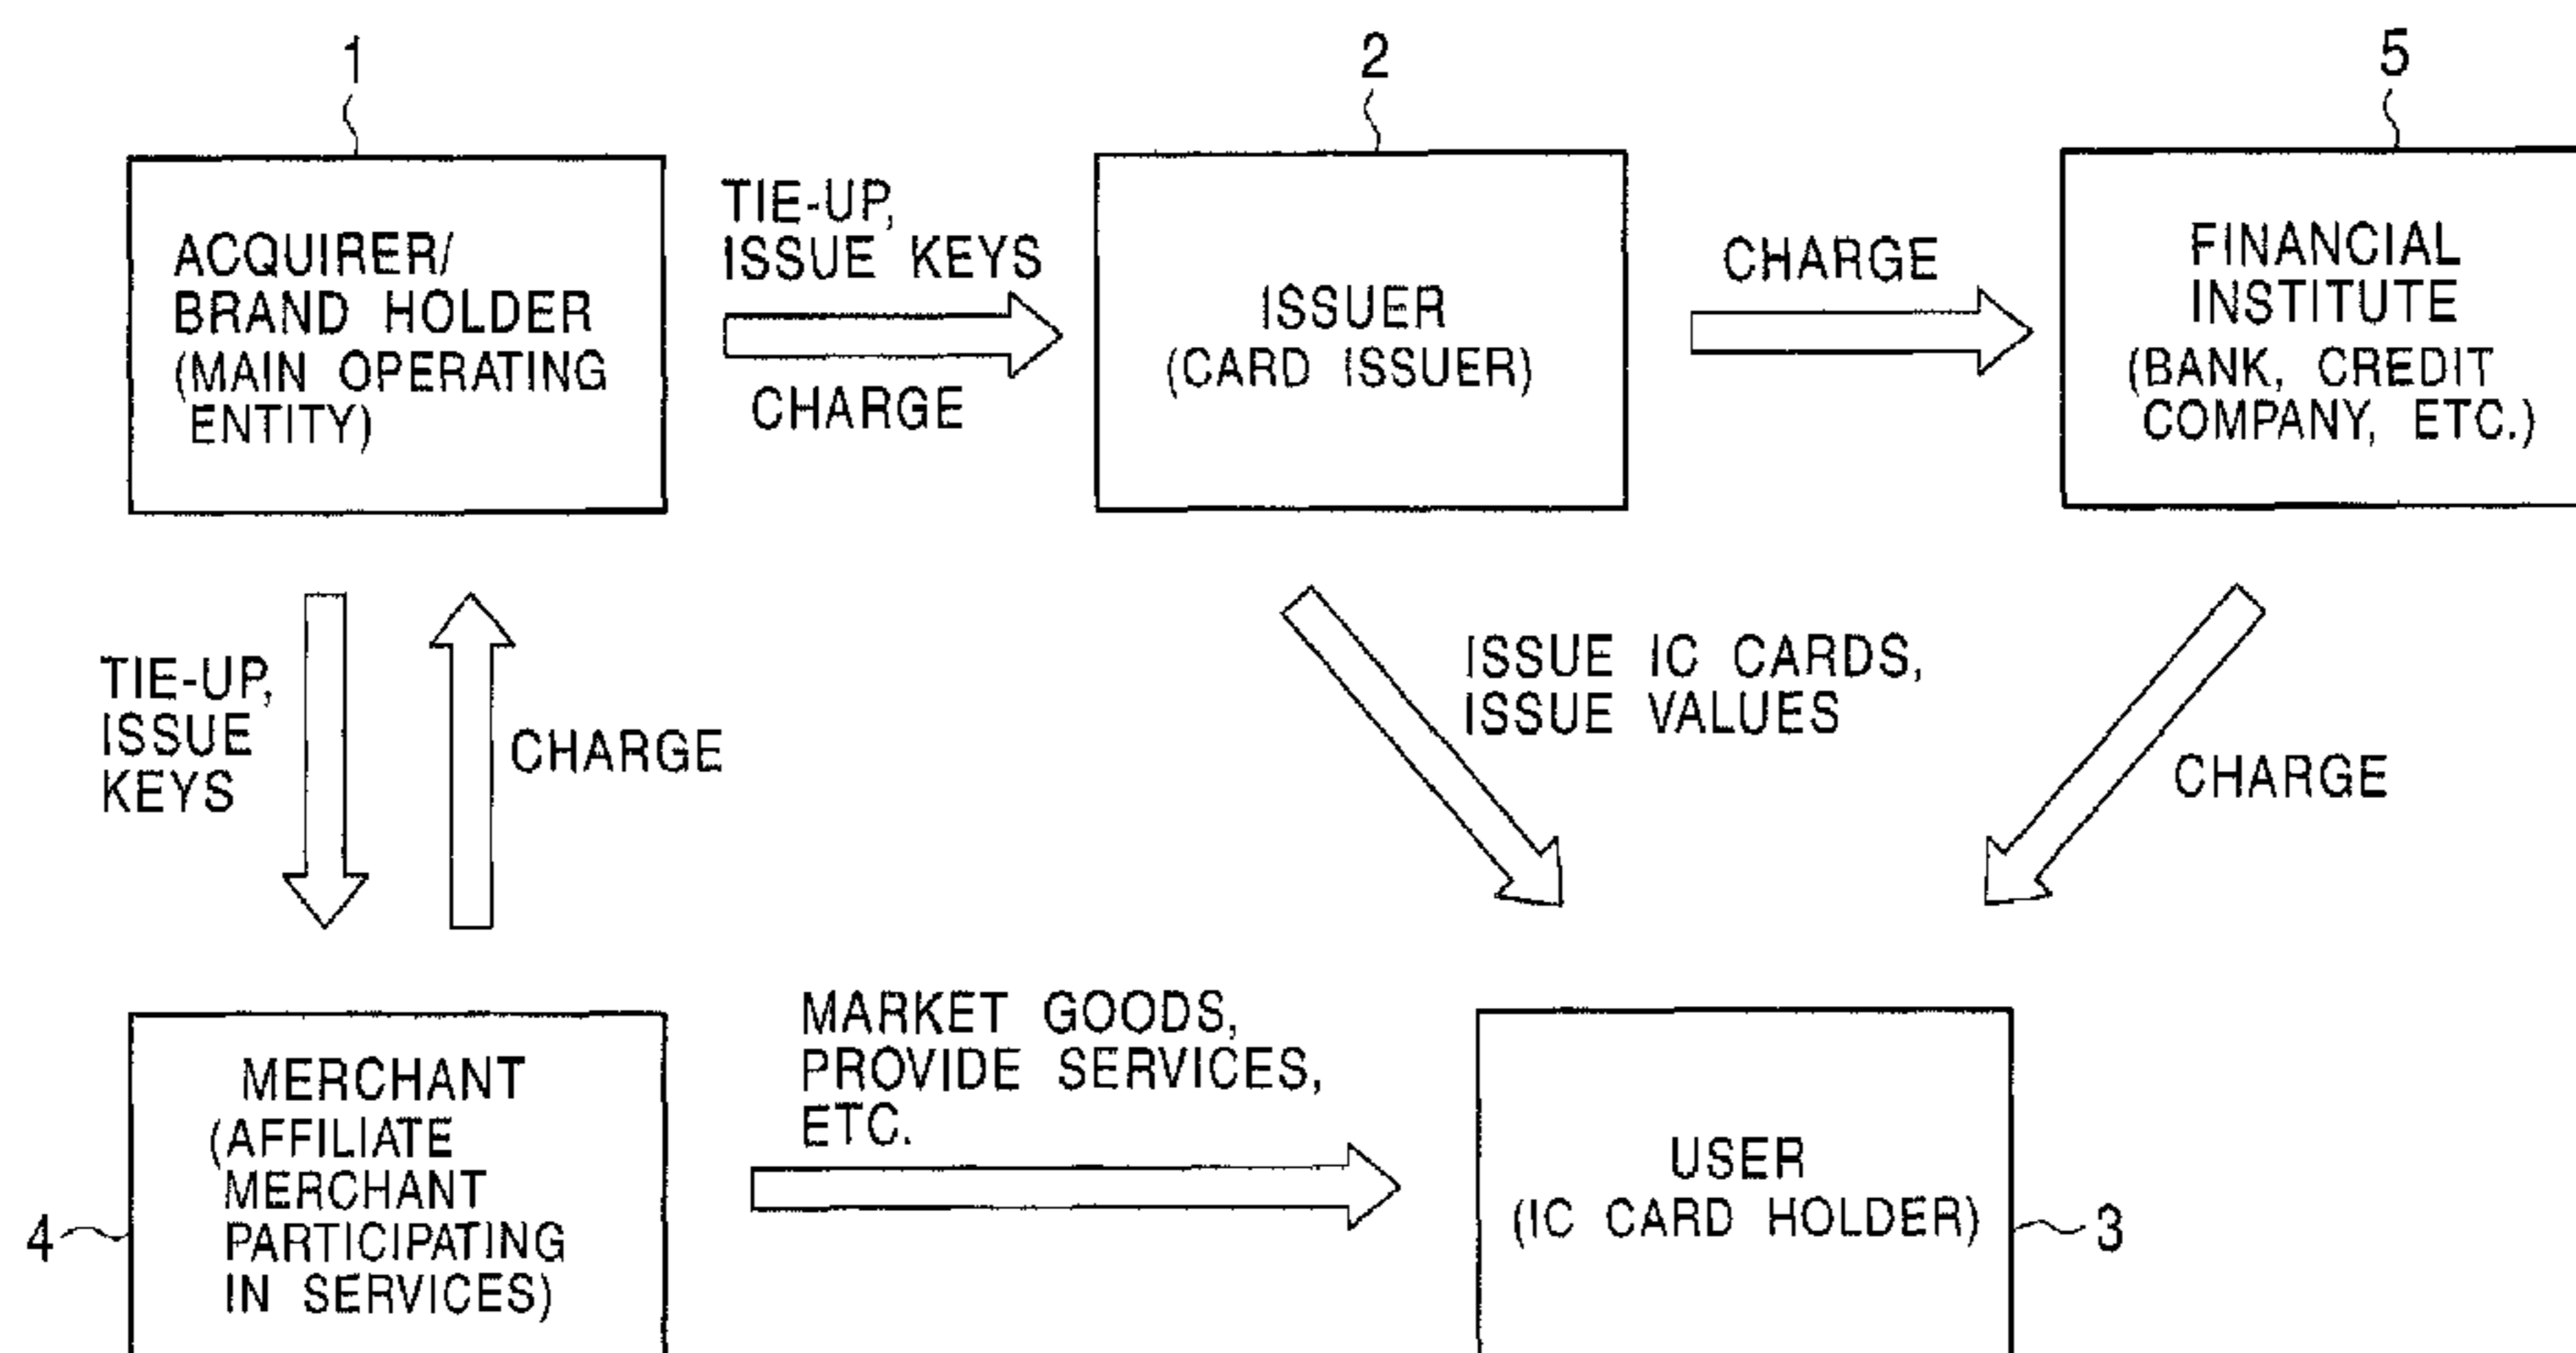 1
2
5
ACQUIRER/
BRAND HOLDER
(MAIN OPERATING
ENTITY)
TIE-UP,
ISSUE KEYS
CHARGE
ISSUER
(CARD ISSUER)
CHARGE
FINANCIAL
INSTITUTE
(BANK, CREDIT
COMPANY, ETC.)
TIE-UP,
ISSUE
KEYS
CHARGE
ISSUE IC CARDS,
ISSUE VALUES
CHARGE
MERCHANT
(AFFILIATE
MERCHANT
PARTICIPATING
IN SERVICES)
4
MARKET GOODS,
PROVIDE SERVICES,
ETC.
USER
(IC CARD HOLDER)
3